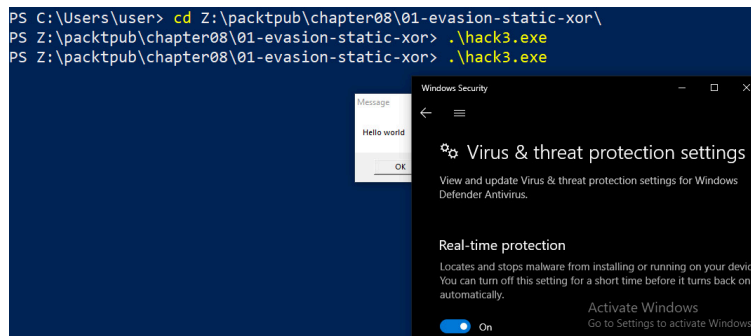 PS C:\Users\user> cd Z:\packtpub\chapter08\01-evasion-static-xor\
PS Z:\packtpub\chapter08\01-evasion-static-xor> .\hack3.exe
PS Z:\packtpub\chapter08\01-evasion-static-xor> .\hack3.exe
Windows Security
Message
Hello world
OK
Virus & threat protection settings
View and update Virus & threat protection settings for Windows
Defender Antivirus.
Real-time protection
Locates and stops malware from installing or running on your devic
You can turn off this setting for a short time before it turns back on
automatically.
Activate Windows
Go to Settings to activate Windows
On